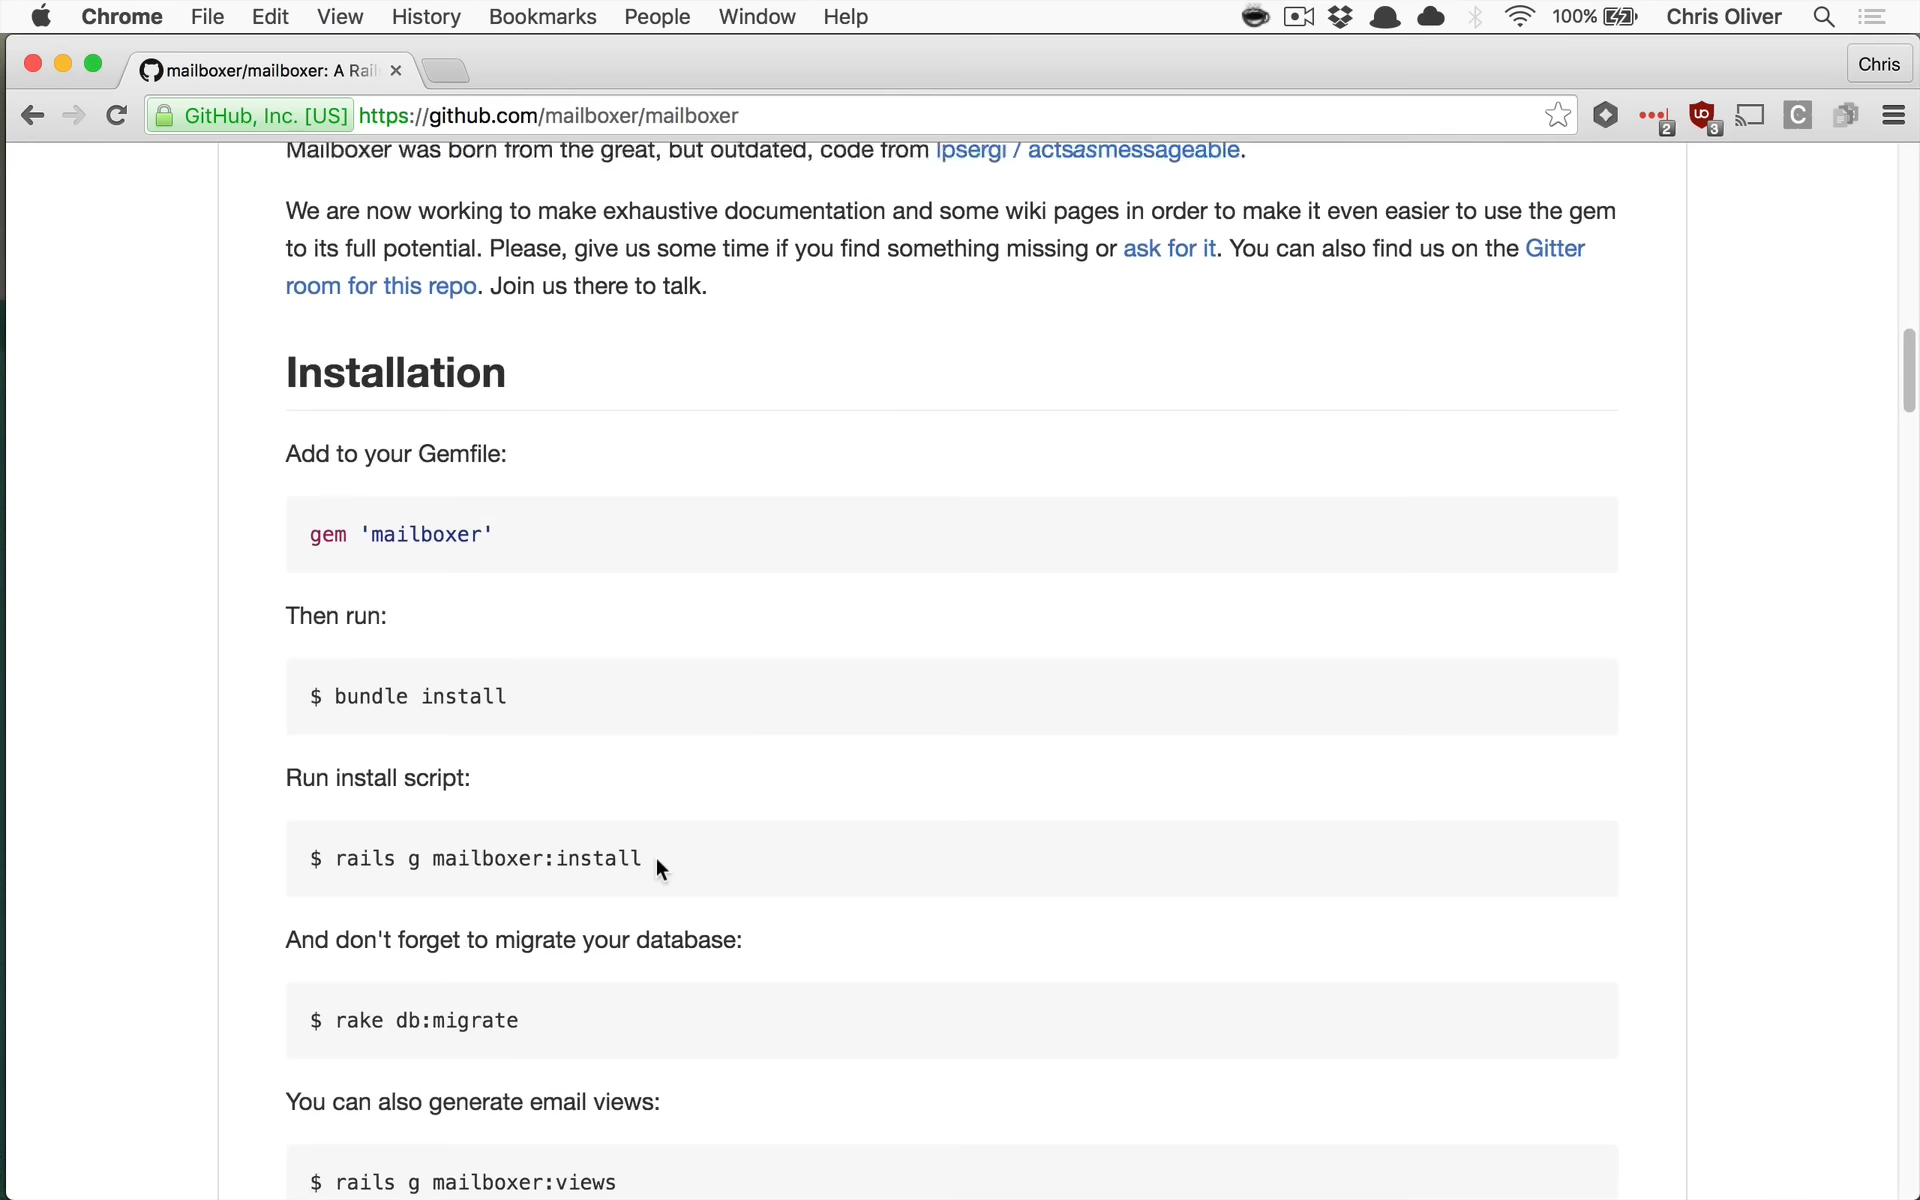 Chrome File Edit View History Bookmarks People Window Help 100% Chris Oliver
mailboxer/mailboxer: A Rail Chris
GitHub, Inc. [US] https://github.com/mailboxer/mailboxer 2 3 C
Mailboxer was born from the great, but outdated, code from lpsergi / actsasmessageable.
We are now working to make exhaustive documentation and some wiki pages in order to make it even easier to use the gem
to its full potential. Please, give us some time if you find something missing or ask for it. You can also find us on the Gitter
room for this repo. Join us there to talk.
Installation
Add to your Gemfile:
gem 'mailboxer'
Then run:
$ bundle install
Run install script:
$ rails g mailboxer:install
And don't forget to migrate your database:
$ rake db:migrate
You can also generate email views:
$ rails g mailboxer:views